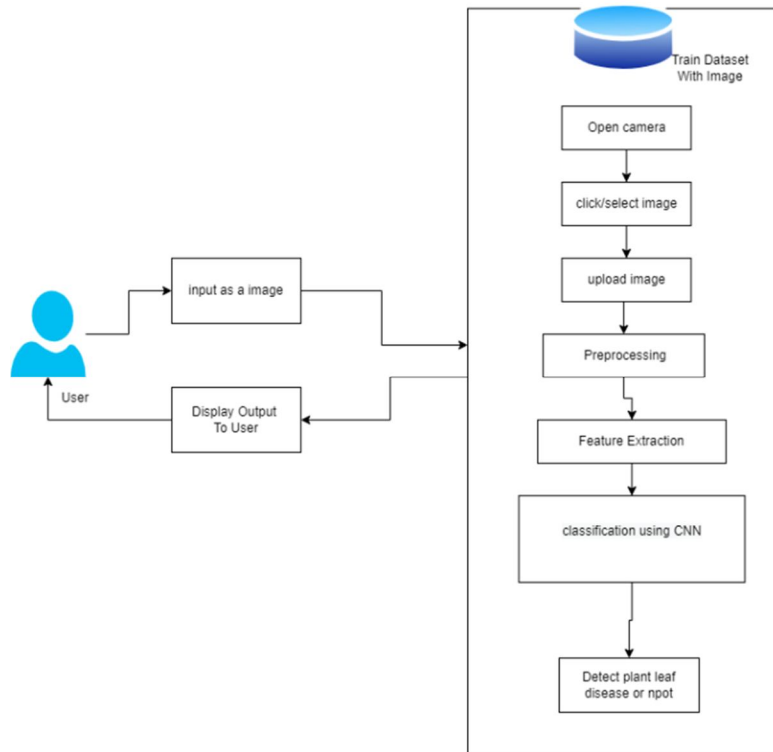 Train Dataset
With Image
Open camera
click/select image
upload image
input as a image
Preprocessing
User
Display Output
To User
Feature Extraction
classification using CNN
Detect plant leaf
disease or npot